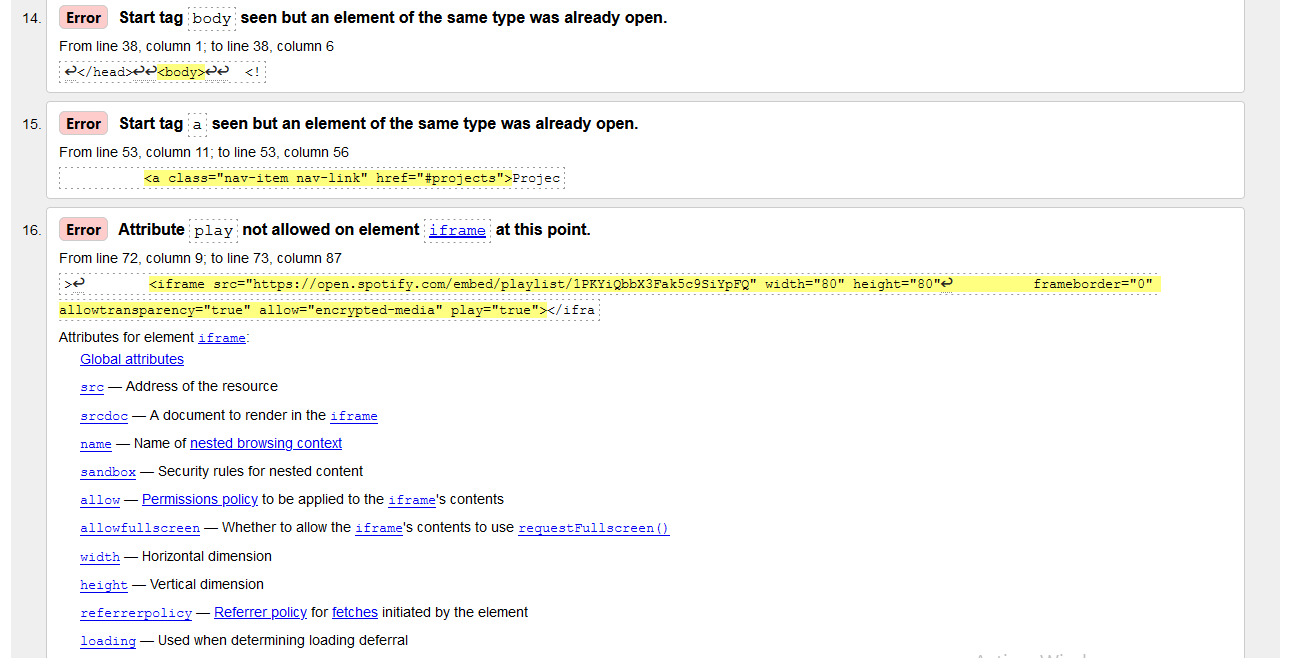 14. Error Start tag body seen but an element of the same type was already open.
From line 38, column 1; to line 38, column 6
↩</head>↩↩<body>↩↩ <!
15. Error Start tag a seen but an element of the same type was already open.
From line 53, column 11; to line 53, column 56
<a class="nav-item nav-link" href="#projects">Projec
16. Error Attribute play not allowed on element iframe at this point.
From line 72, column 9; to line 73, column 87
>↩ <iframe src="https://open.spotify.com/embed/playlist/1PKYiQbbX3Fak5c9SiYpFQ" width="80" height="80"↩ frameborder="0"
allowtransparency="true" allow="encrypted-media" play="true"></ifra
Attributes for element iframe:
Global attributes
src — Address of the resource
srcdoc — A document to render in the iframe
name — Name of nested browsing context
sandbox — Security rules for nested content
allow — Permissions policy to be applied to the iframe's contents
allowfullscreen — Whether to allow the iframe's contents to use requestFullscreen()
width — Horizontal dimension
height — Vertical dimension
referrerpolicy — Referrer policy for fetches initiated by the element
loading — Used when determining loading deferral